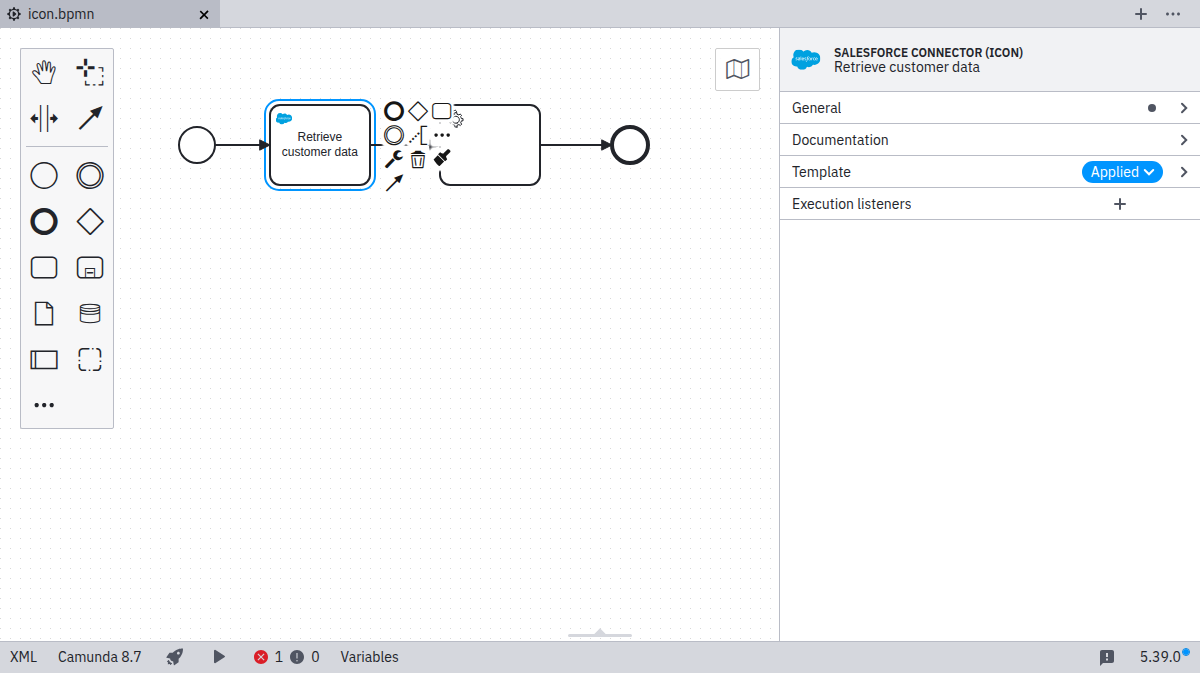 icon.bpmn
SALESFORCE CONNECTOR (ICON)
Retrieve customer data
Retrieve
customer data
General
Documentation
Template
Applied
Execution listeners
XML
Camunda 8.7
1
0
Variables
5.39.0